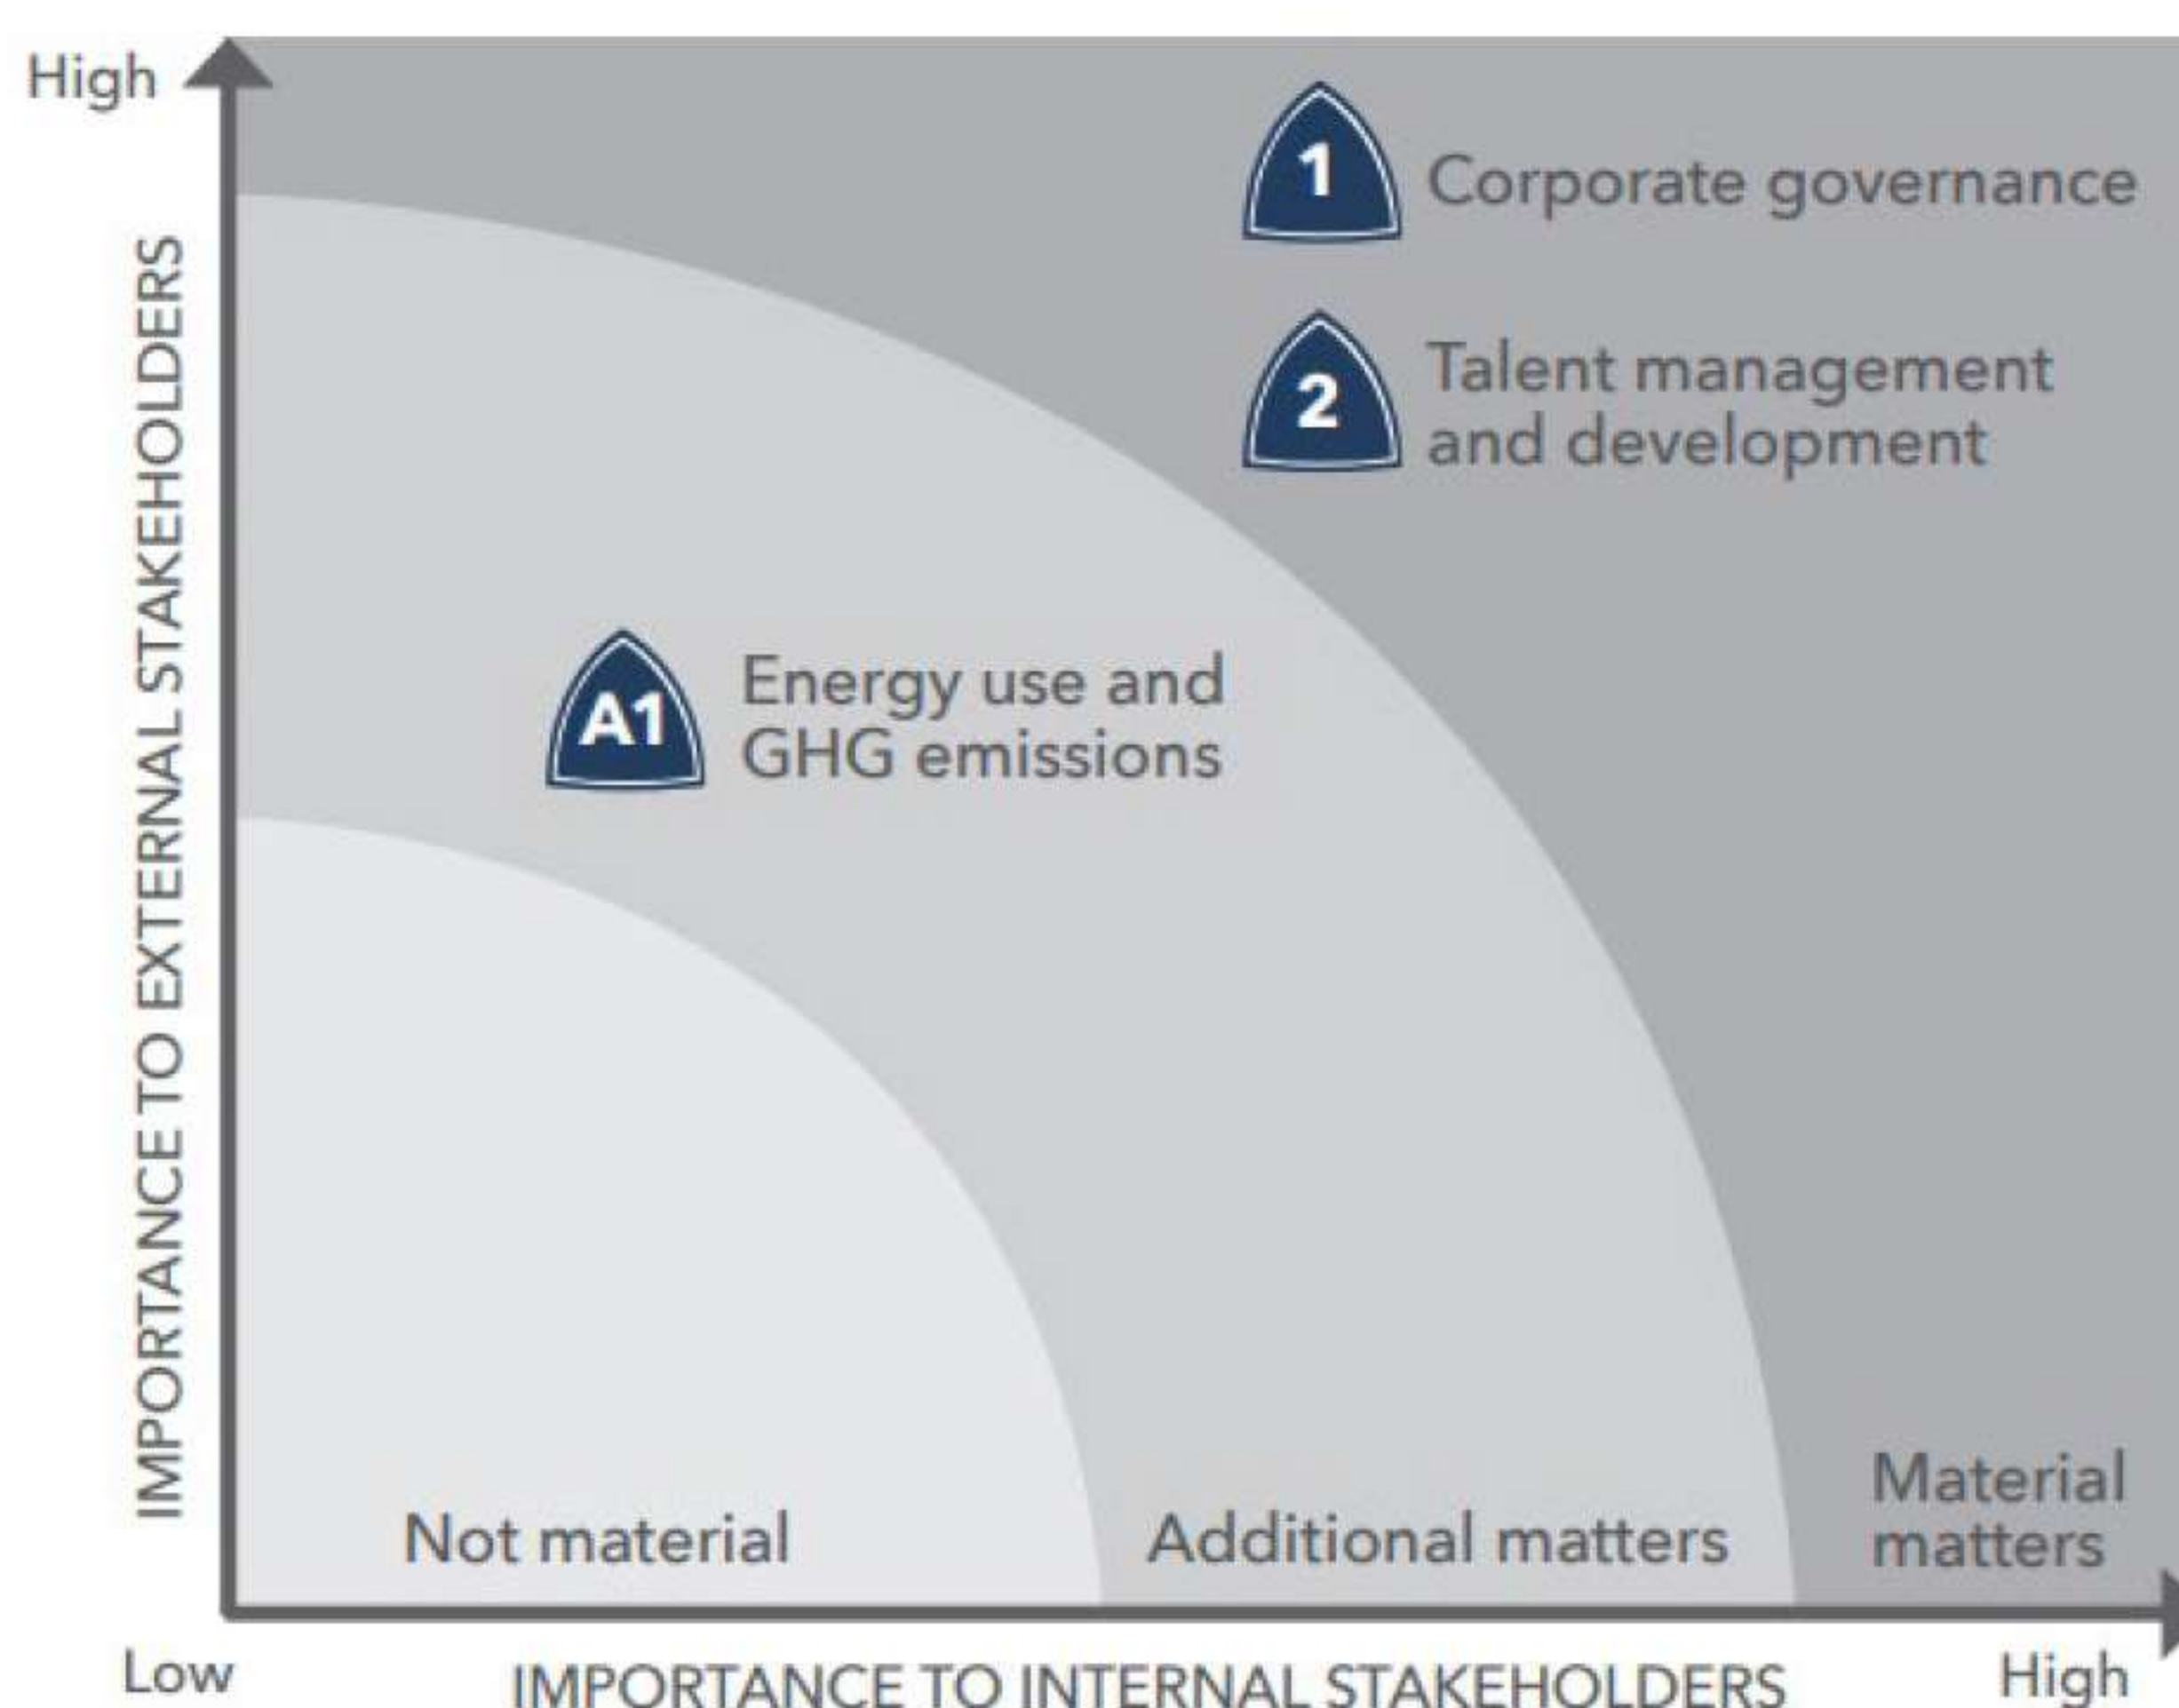 High
IMPORTANCE TO EXTERNAL STAKEHOLDERS
1
Corporate governance
2
Talent management
and development
A1
Energy use and
GHG emissions
Not material
Additional matters
Material
matters
Low
IMPORTANCE TO INTERNAL STAKEHOLDERS
High